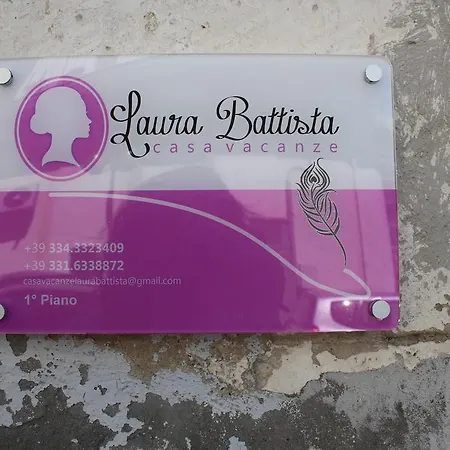 Laura Battista
casa vacanze
+39 334.3323409
+39 331.6338872
casavacanzelaurabattista@gmail.com
1° Piano